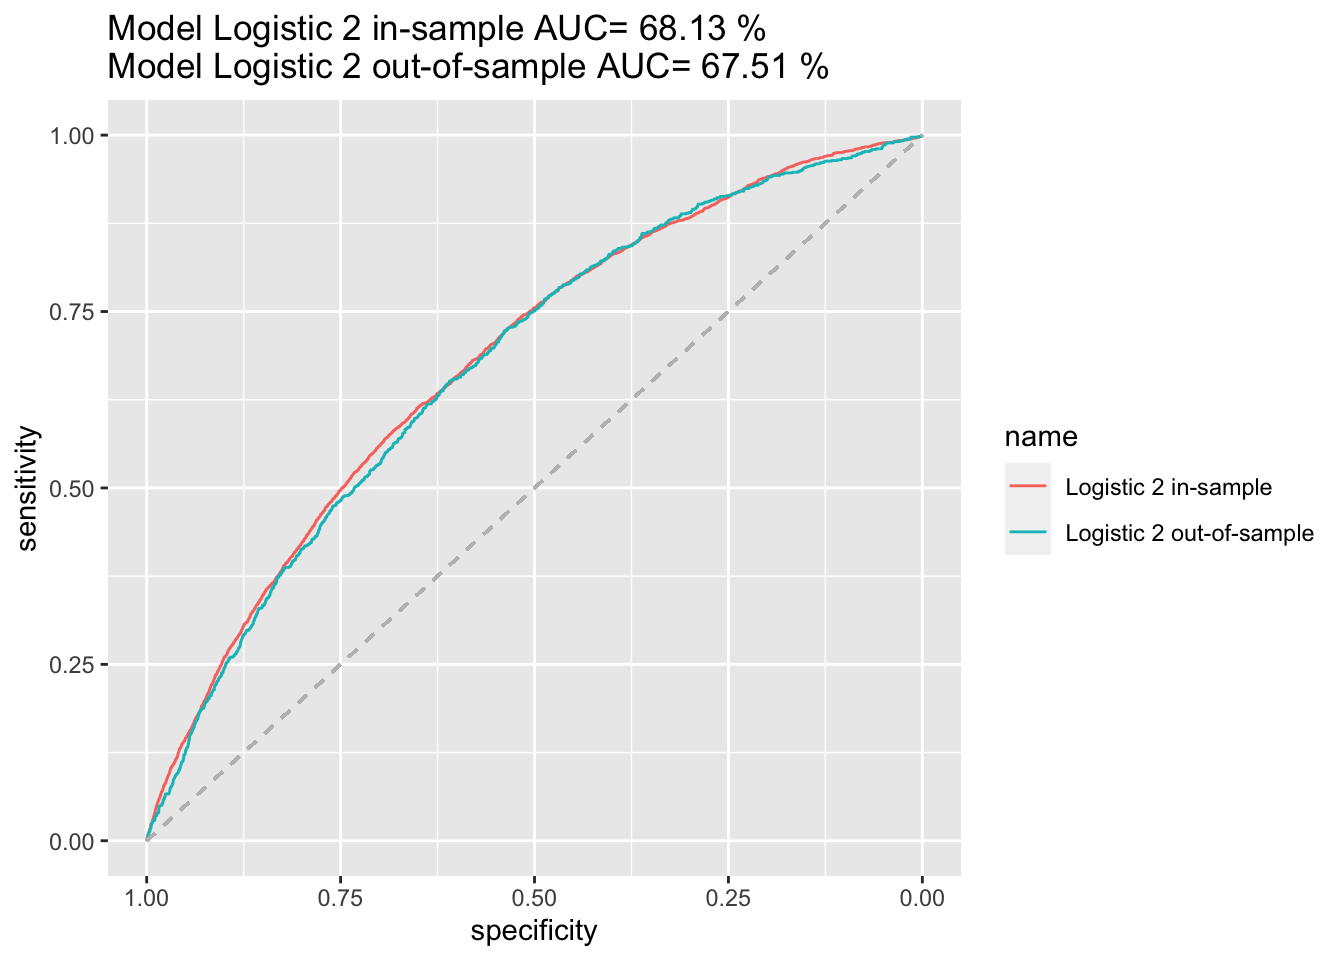 Model Logistic 2 in-sample AUC= 68.13 %
Model Logistic 2 out-of-sample AUC= 67.51 %
1.00
0.75
0.50
0.25
0.00
sensitivity
1.00 0.75 0.50 0.25 0.00
specificity
name
Logistic 2 in-sample
Logistic 2 out-of-sample